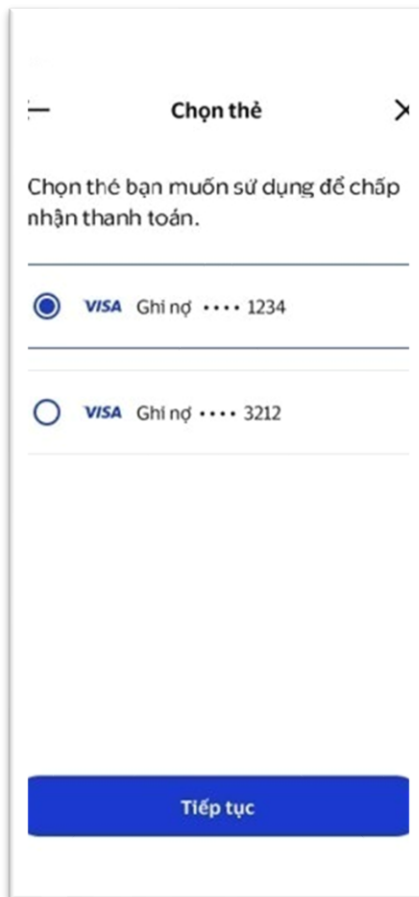 Chọn thẻ
Chọn thẻ bạn muốn sử dụng để chấp
nhận thanh toán.
VISA Ghi nợ •••• 1234
VISA Ghi nợ •••• 3212
Tiếp tục